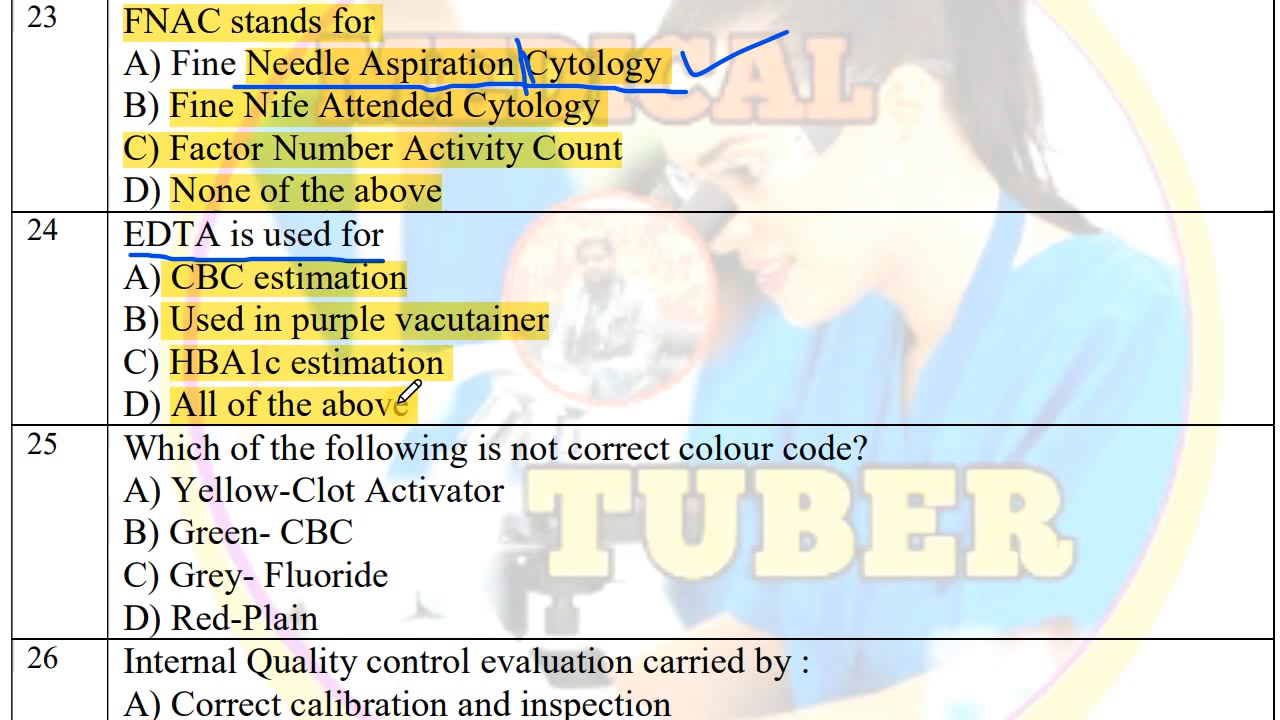 23
FNAC stands for
A) Fine Needle Aspiration Cytology
B) Fine Nife Attended Cytology
C) Factor Number Activity Count
D) None of the above
24
EDTA is used for
A) CBC estimation
B) Used in purple vacutainer
C) HBA1c estimation
D) All of the above
25
Which of the following is not correct colour code?
A) Yellow-Clot Activator
B) Green- CBC
C) Grey- Fluoride
D) Red-Plain
26
Internal Quality control evaluation carried by :
A) Correct calibration and inspection
MEDICAL
TUBER